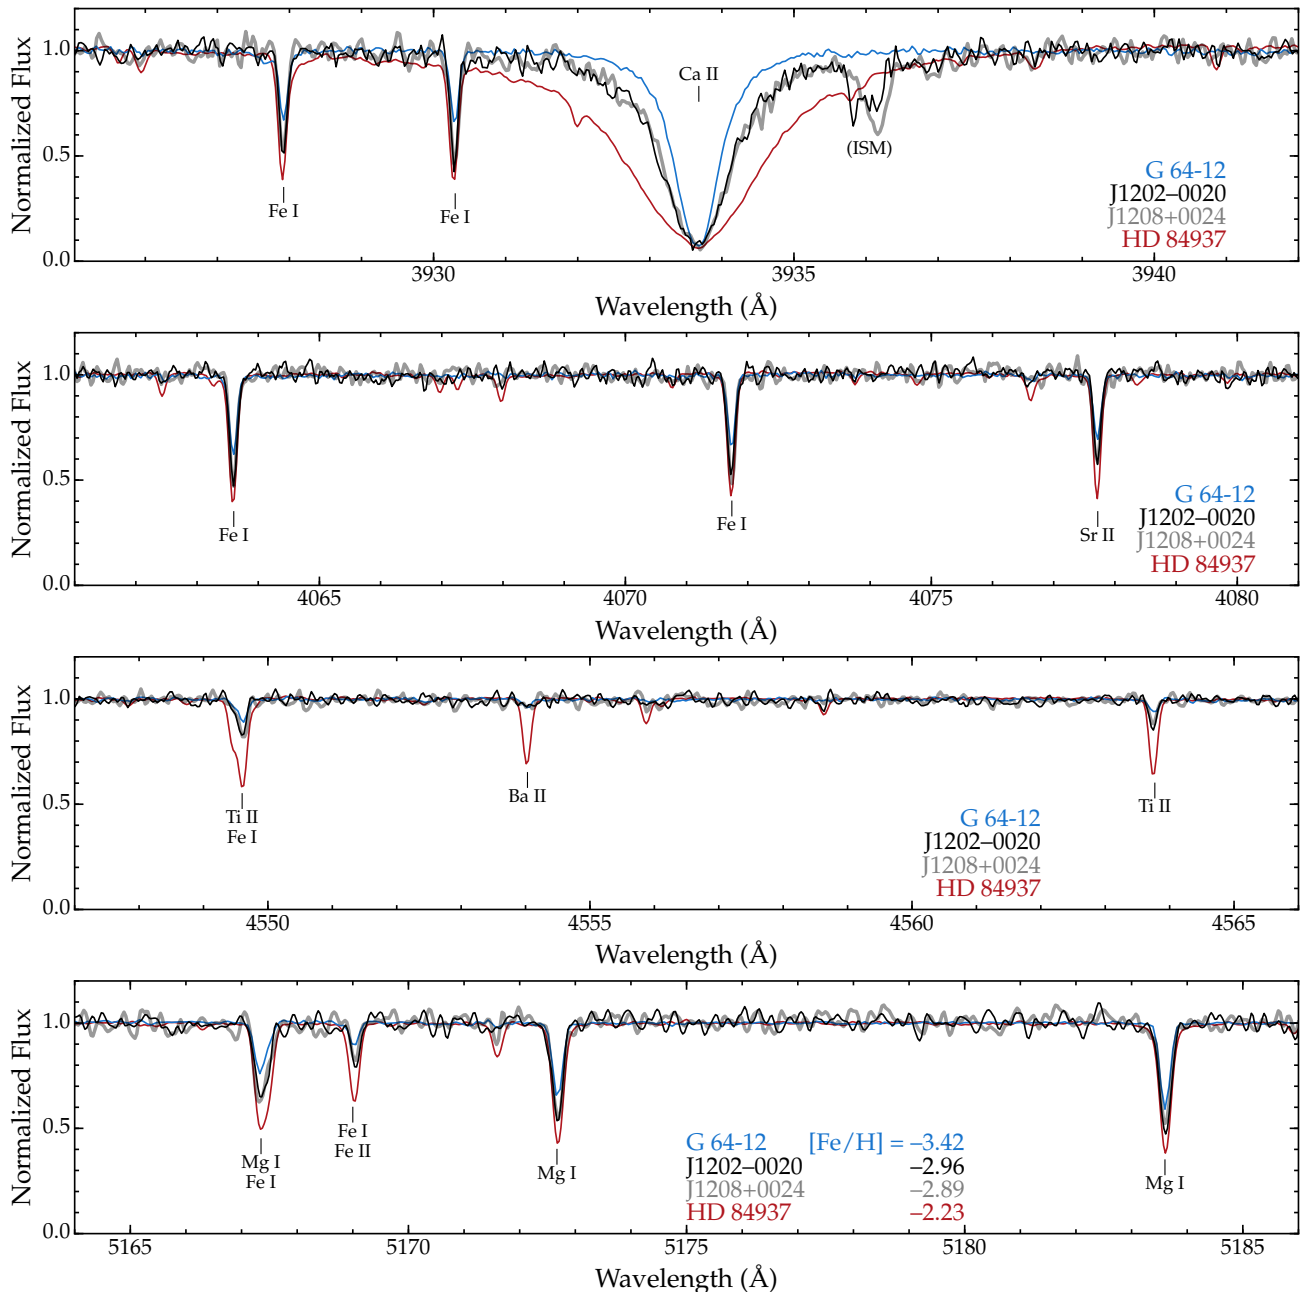 Normalized Flux
1.0
0.5
0.0
Fe I
Fe I
Ca II
(ISM)
G 64-12
J1202–0020
J1208+0024
HD 84937
3930
3935
3940
Wavelength (Å)
Normalized Flux
1.0
0.5
0.0
Fe I
Fe I
Sr II
G 64-12
J1202–0020
J1208+0024
HD 84937
4065
4070
4075
4080
Wavelength (Å)
Normalized Flux
1.0
0.5
0.0
Ti II
Fe I
Ba II
Ti II
G 64-12
J1202–0020
J1208+0024
HD 84937
4550
4555
4560
4565
Wavelength (Å)
Normalized Flux
1.0
0.5
0.0
Mg I
Fe I
Fe I
Fe II
Mg I
Mg I
G 64-12 [Fe/H] = –3.42
J1202–0020 –2.96
J1208+0024 –2.89
HD 84937 –2.23
5165
5170
5175
5180
5185
Wavelength (Å)